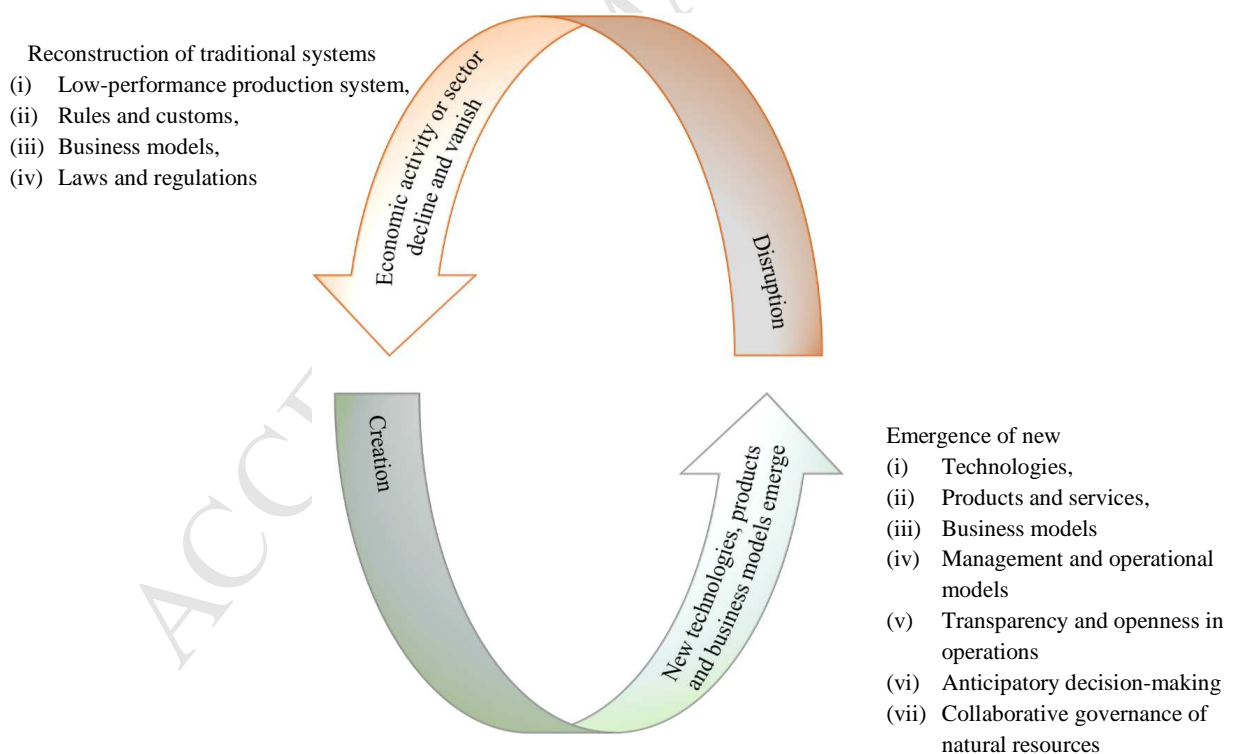 Reconstruction of traditional systems
(i) Low-performance production system,
(ii) Rules and customs,
(iii) Business models,
(iv) Laws and regulations
Economic activity or sector
decline and vanish
Disruption
Creation
New technologies, products
and business models emerge
Emergence of new
(i) Technologies,
(ii) Products and services,
(iii) Business models
(iv) Management and operational
models
(v) Transparency and openness in
operations
(vi) Anticipatory decision-making
(vii) Collaborative governance of
natural resources